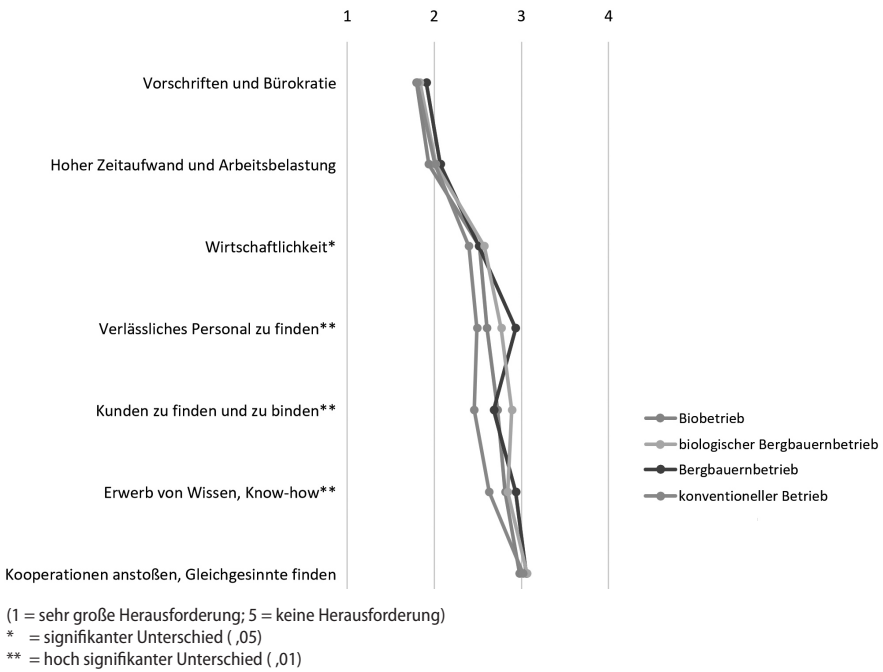 1 2 3 4
Vorschriften und Bürokratie
Hoher Zeitaufwand und Arbeitsbelastung
Wirtschaftlichkeit*
Verlässliches Personal zu finden**
Kunden zu finden und zu binden**
Erwerb von Wissen, Know-how**
Kooperationen anstoßen, Gleichgesinnte finden
Biobetrieb
biologischer Bergbauernbetrieb
Bergbauernbetrieb
konventioneller Betrieb
(1 = sehr große Herausforderung; 5 = keine Herausforderung)
* = signifikanter Unterschied ( ,05)
** = hoch signifikanter Unterschied ( ,01)